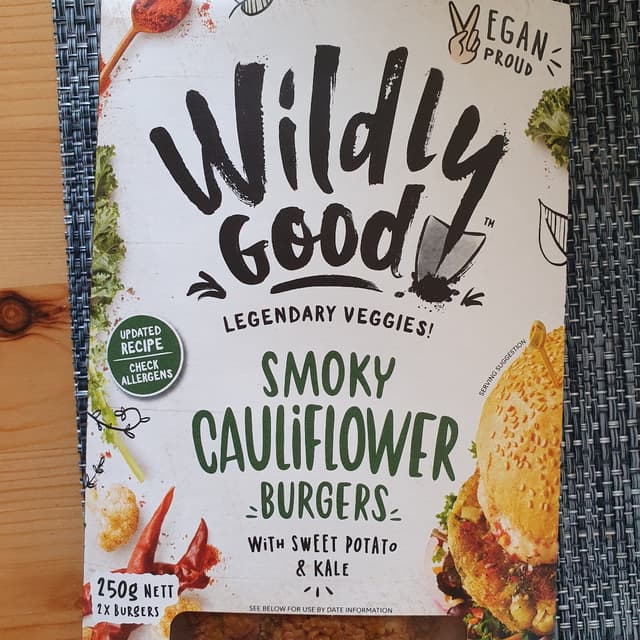 VEGAN
PROUD
Wildly
Good
TM
LEGENDARY VEGGIES!
UPDATED
RECIPE
CHECK
ALLERGENS
SERVING SUGGESTION
SMOKY
CAULiFLOWER
BURGERS
WiTH SWEET POTATO
& KALE
250g NETT
2X BURGERS
SEE BELOW FOR USE BY DATE INFORMATION